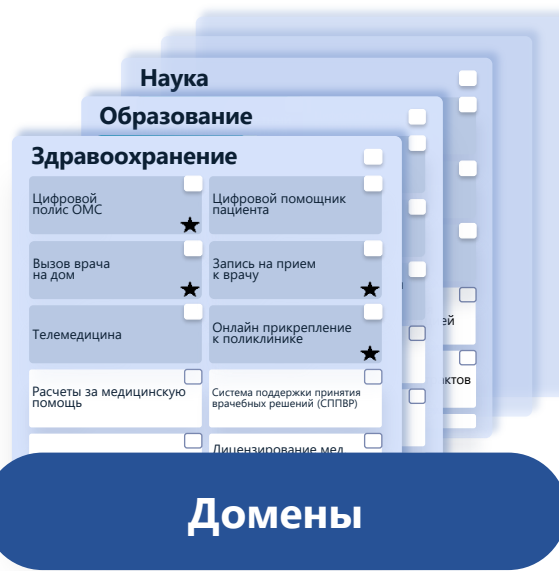 Наука
Образование
Здравоохранение
Цифровой
полис ОМС
Цифровой помощник
пациента
Вызов врача
на дом
Запись на прием
к врачу
Телемедицина
Онлайн прикрепление
к поликлинике
ей
Расчеты за медицинскую
помощь
Система поддержки принятия
врачебных решений (СППВР)
ктов
Лицензирование мед
Домены